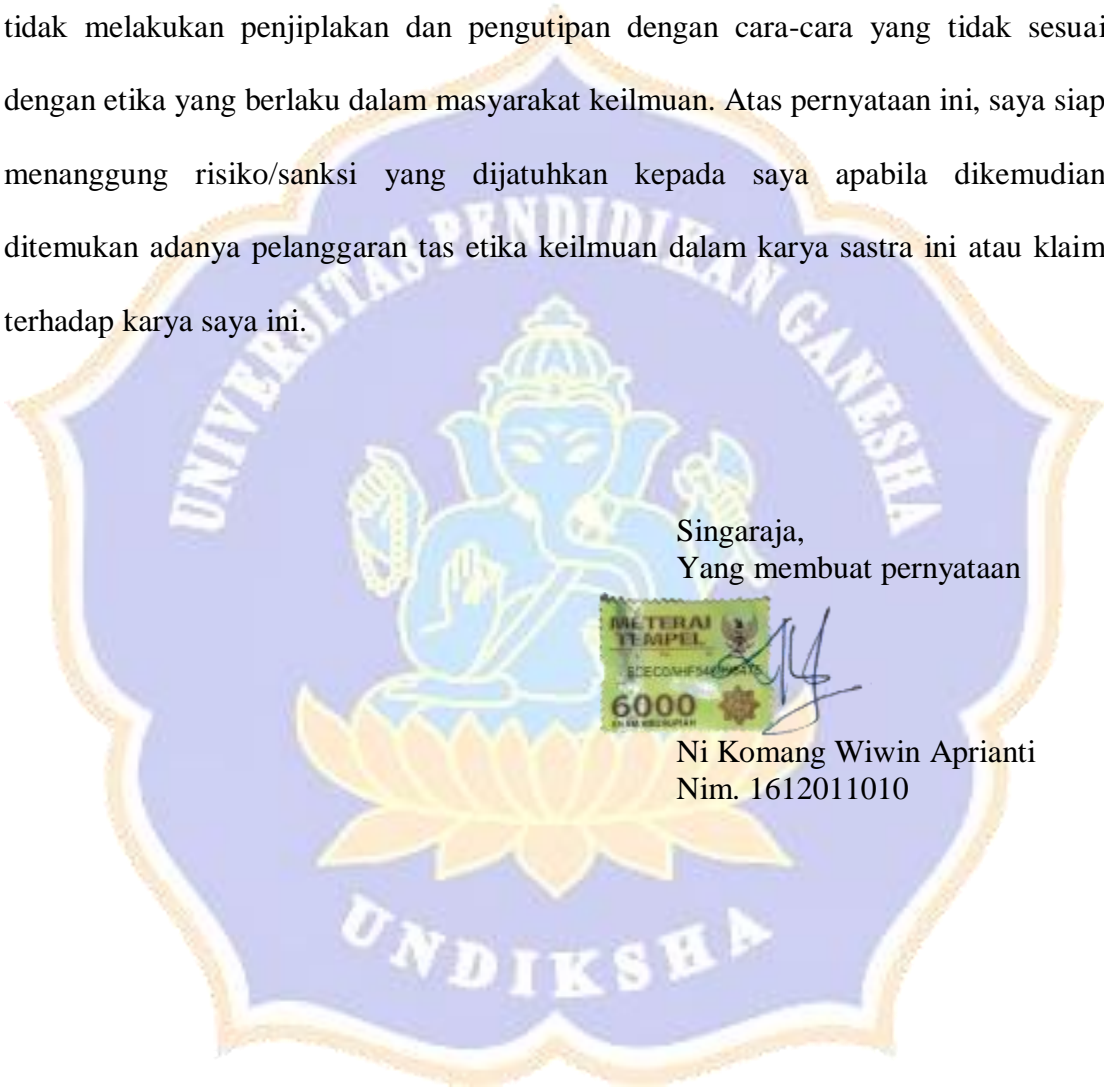 tidak melakukan penjiplakan dan pengutipan dengan cara-cara yang tidak sesuai
dengan etika yang berlaku dalam masyarakat keilmuan. Atas pernyataan ini, saya siap
menanggung risiko/sanksi yang dijatuhkan kepada saya apabila dikemudian
ditemukan adanya pelanggaran tas etika keilmuan dalam karya sastra ini atau klaim
terhadap karya saya ini.
UNIVERSITAS PENDIDIKAN GANESHA
Singaraja,
Yang membuat pernyataan
METERAI
TEMPEL
6000
Ni Komang Wiwin Aprianti
Nim. 1612011010
UNDIKSHA